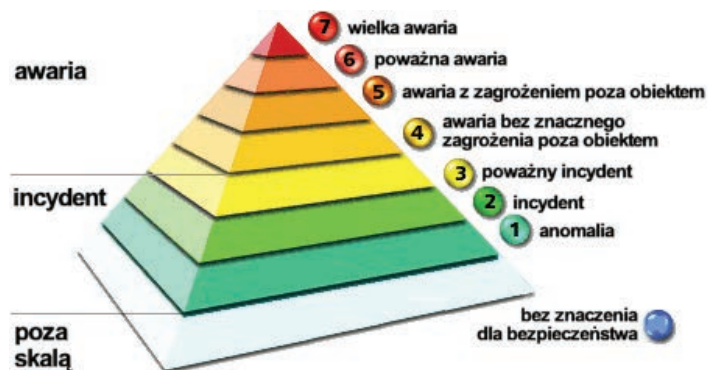 7 wielka awaria
6 poważna awaria
awaria
5 awaria z zagrożeniem poza obiektem
4 awaria bez znacznego
zagrożenia poza obiektem
3 poważny incydent
incydent
2 incydent
1 anomalia
bez znaczenia
dla bezpieczeństwa
poza
skalą